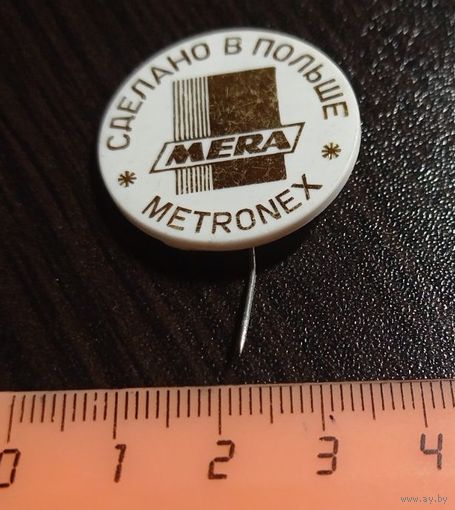 СДЕЛАНО В ПОЛЬШЕ
MERA
* METRONEX *
0 1 2 3 4
www.ay.by